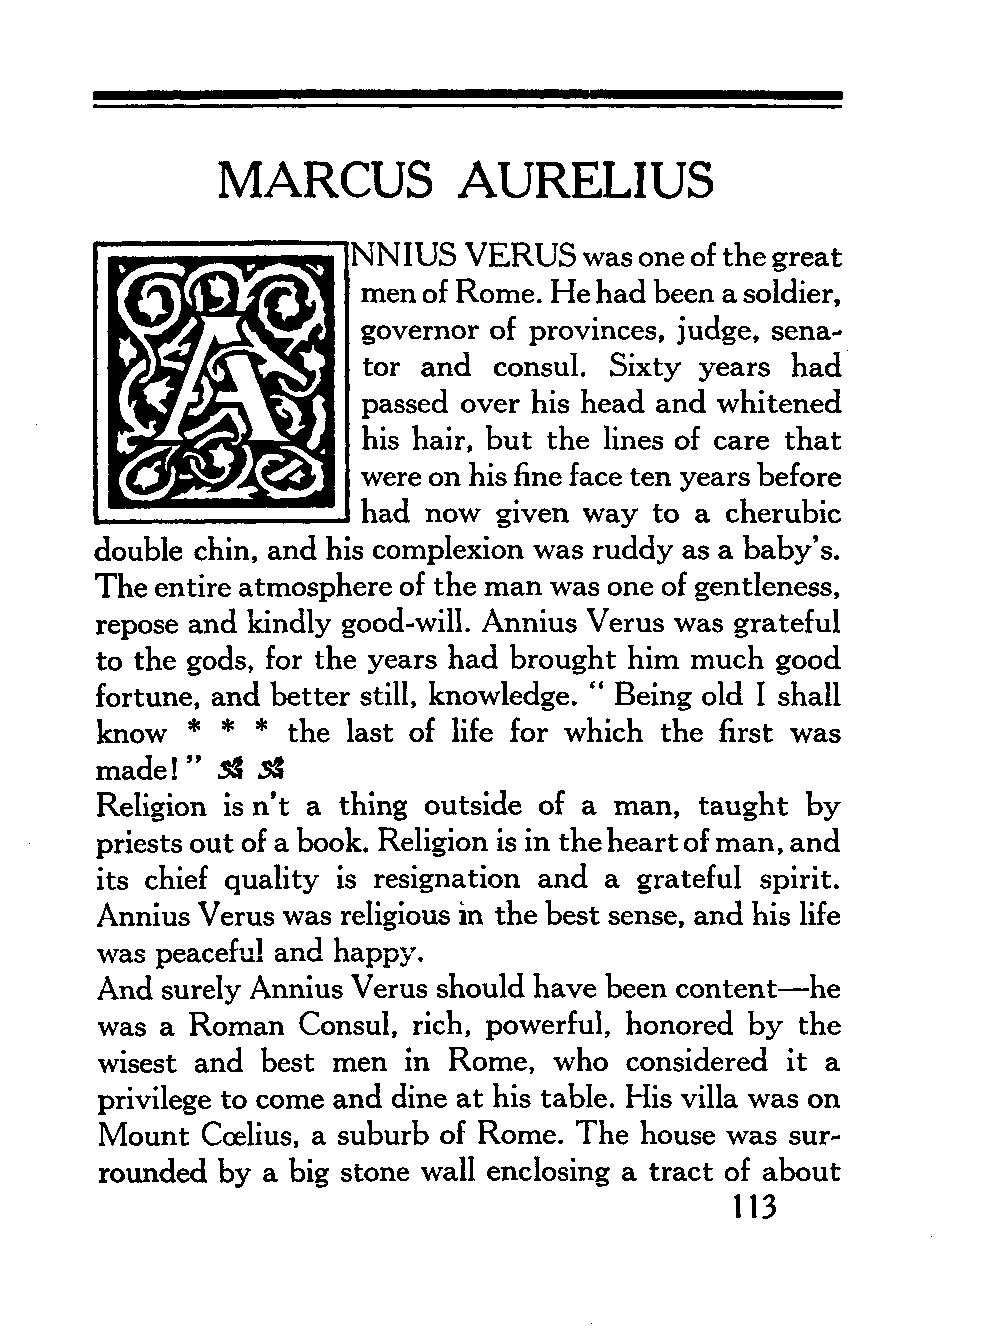 MARCUS AURELIUS
ANNIUS VERUS was one of the great
men of Rome. He had been a soldier,
governor of provinces, judge, sena-
tor and consul. Sixty years had
passed over his head and whitened
his hair, but the lines of care that
were on his fine face ten years before
had now given way to a cherubic
double chin, and his complexion was ruddy as a baby's.
The entire atmosphere of the man was one of gentleness,
repose and kindly good-will. Annius Verus was grateful
to the gods, for the years had brought him much good
fortune, and better still, knowledge. “ Being old I shall
know * * * the last of life for which the first was
made! ”
Religion is n't a thing outside of a man, taught by
priests out of a book. Religion is in the heart of man, and
its chief quality is resignation and a grateful spirit.
Annius Verus was religious in the best sense, and his life
was peaceful and happy.
And surely Annius Verus should have been content—he
was a Roman Consul, rich, powerful, honored by the
wisest and best men in Rome, who considered it a
privilege to come and dine at his table. His villa was on
Mount Cœlius, a suburb of Rome. The house was sur-
rounded by a big stone wall enclosing a tract of about
113